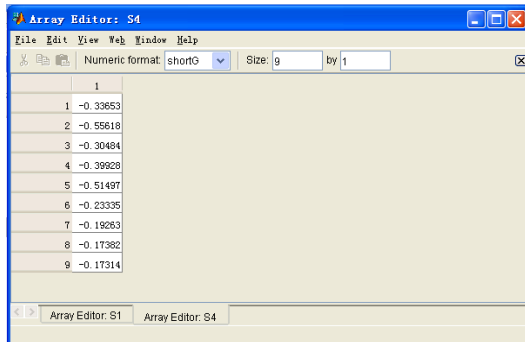 Array Editor: S4
File Edit View Web Window Help
Numeric format: shortG Size: 9 by 1
1
1 -0.33653
2 -0.55618
3 -0.30484
4 -0.39928
5 -0.51497
6 -0.23335
7 -0.19263
8 -0.17382
9 -0.17314
Array Editor: S1 Array Editor: S4